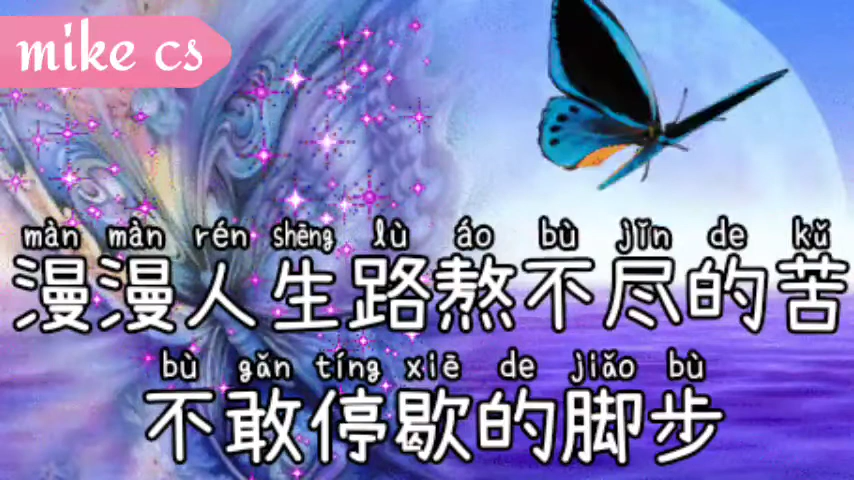 mike cs
màn màn rén shēng lù áo bù jǐn de kǔ
漫漫人生路熬不尽的苦
bù gǎn tíng xiē de jiǎo bù
不敢停歇的脚步